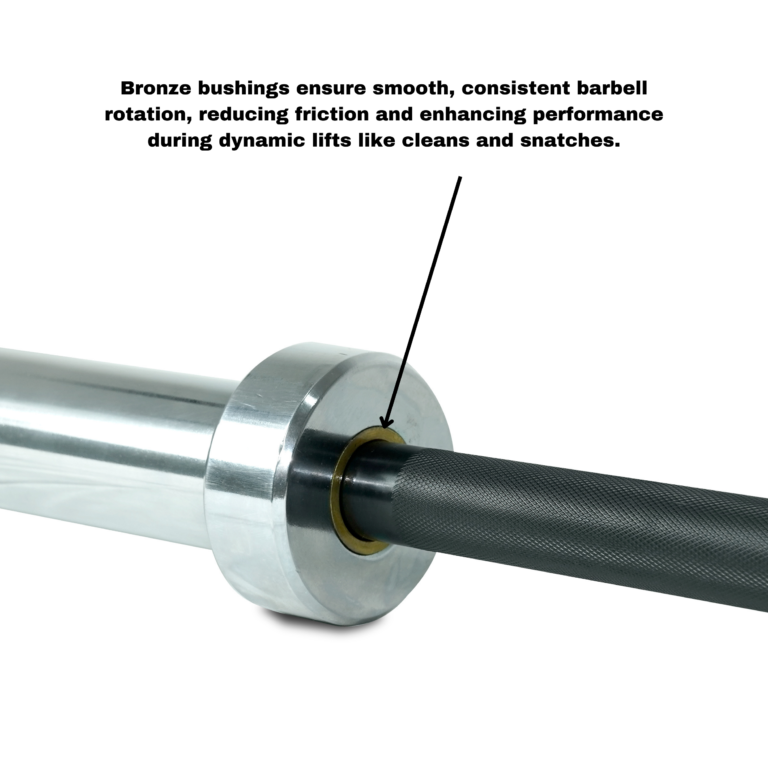 Bronze bushings ensure smooth, consistent barbell
rotation, reducing friction and enhancing performance
during dynamic lifts like cleans and snatches.